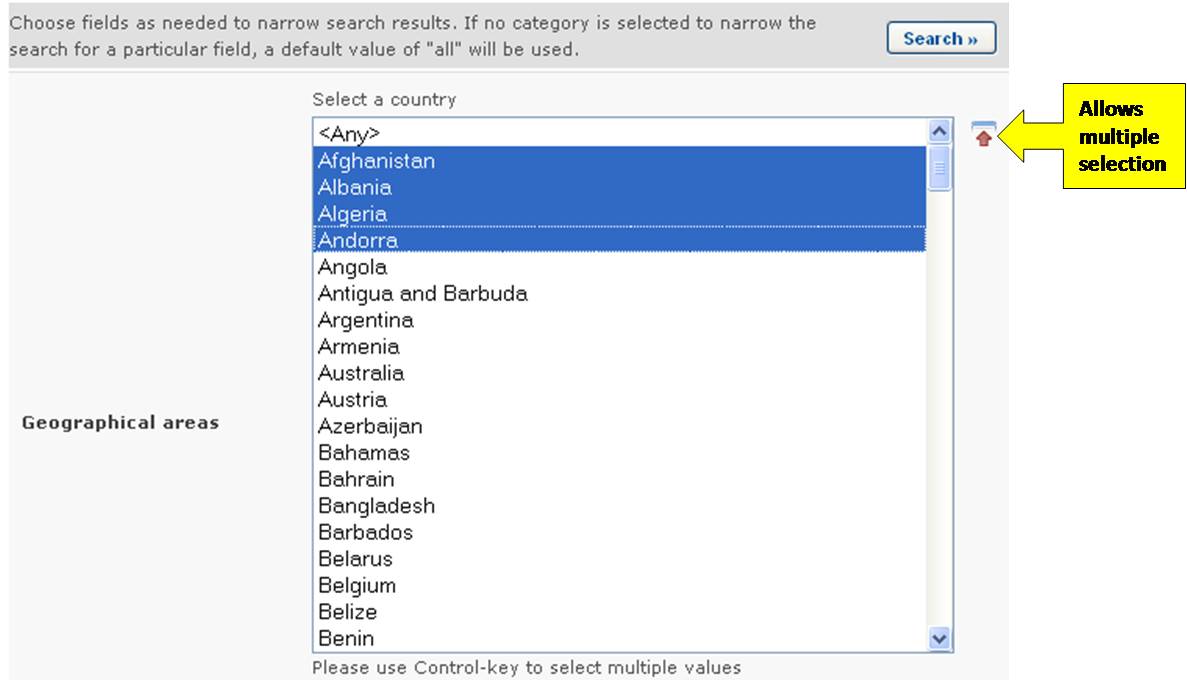 Choose fields as needed to narrow search results. If no category is selected to narrow the
search for a particular field, a default value of "all" will be used.
Search »
Select a country
<Any>
Afghanistan
Albania
Algeria
Andorra
Angola
Antigua and Barbuda
Argentina
Armenia
Australia
Austria
Azerbaijan
Bahamas
Bahrain
Bangladesh
Barbados
Belarus
Belgium
Belize
Benin
Geographical areas
Please use Control-key to select multiple values
Allows
multiple
selection